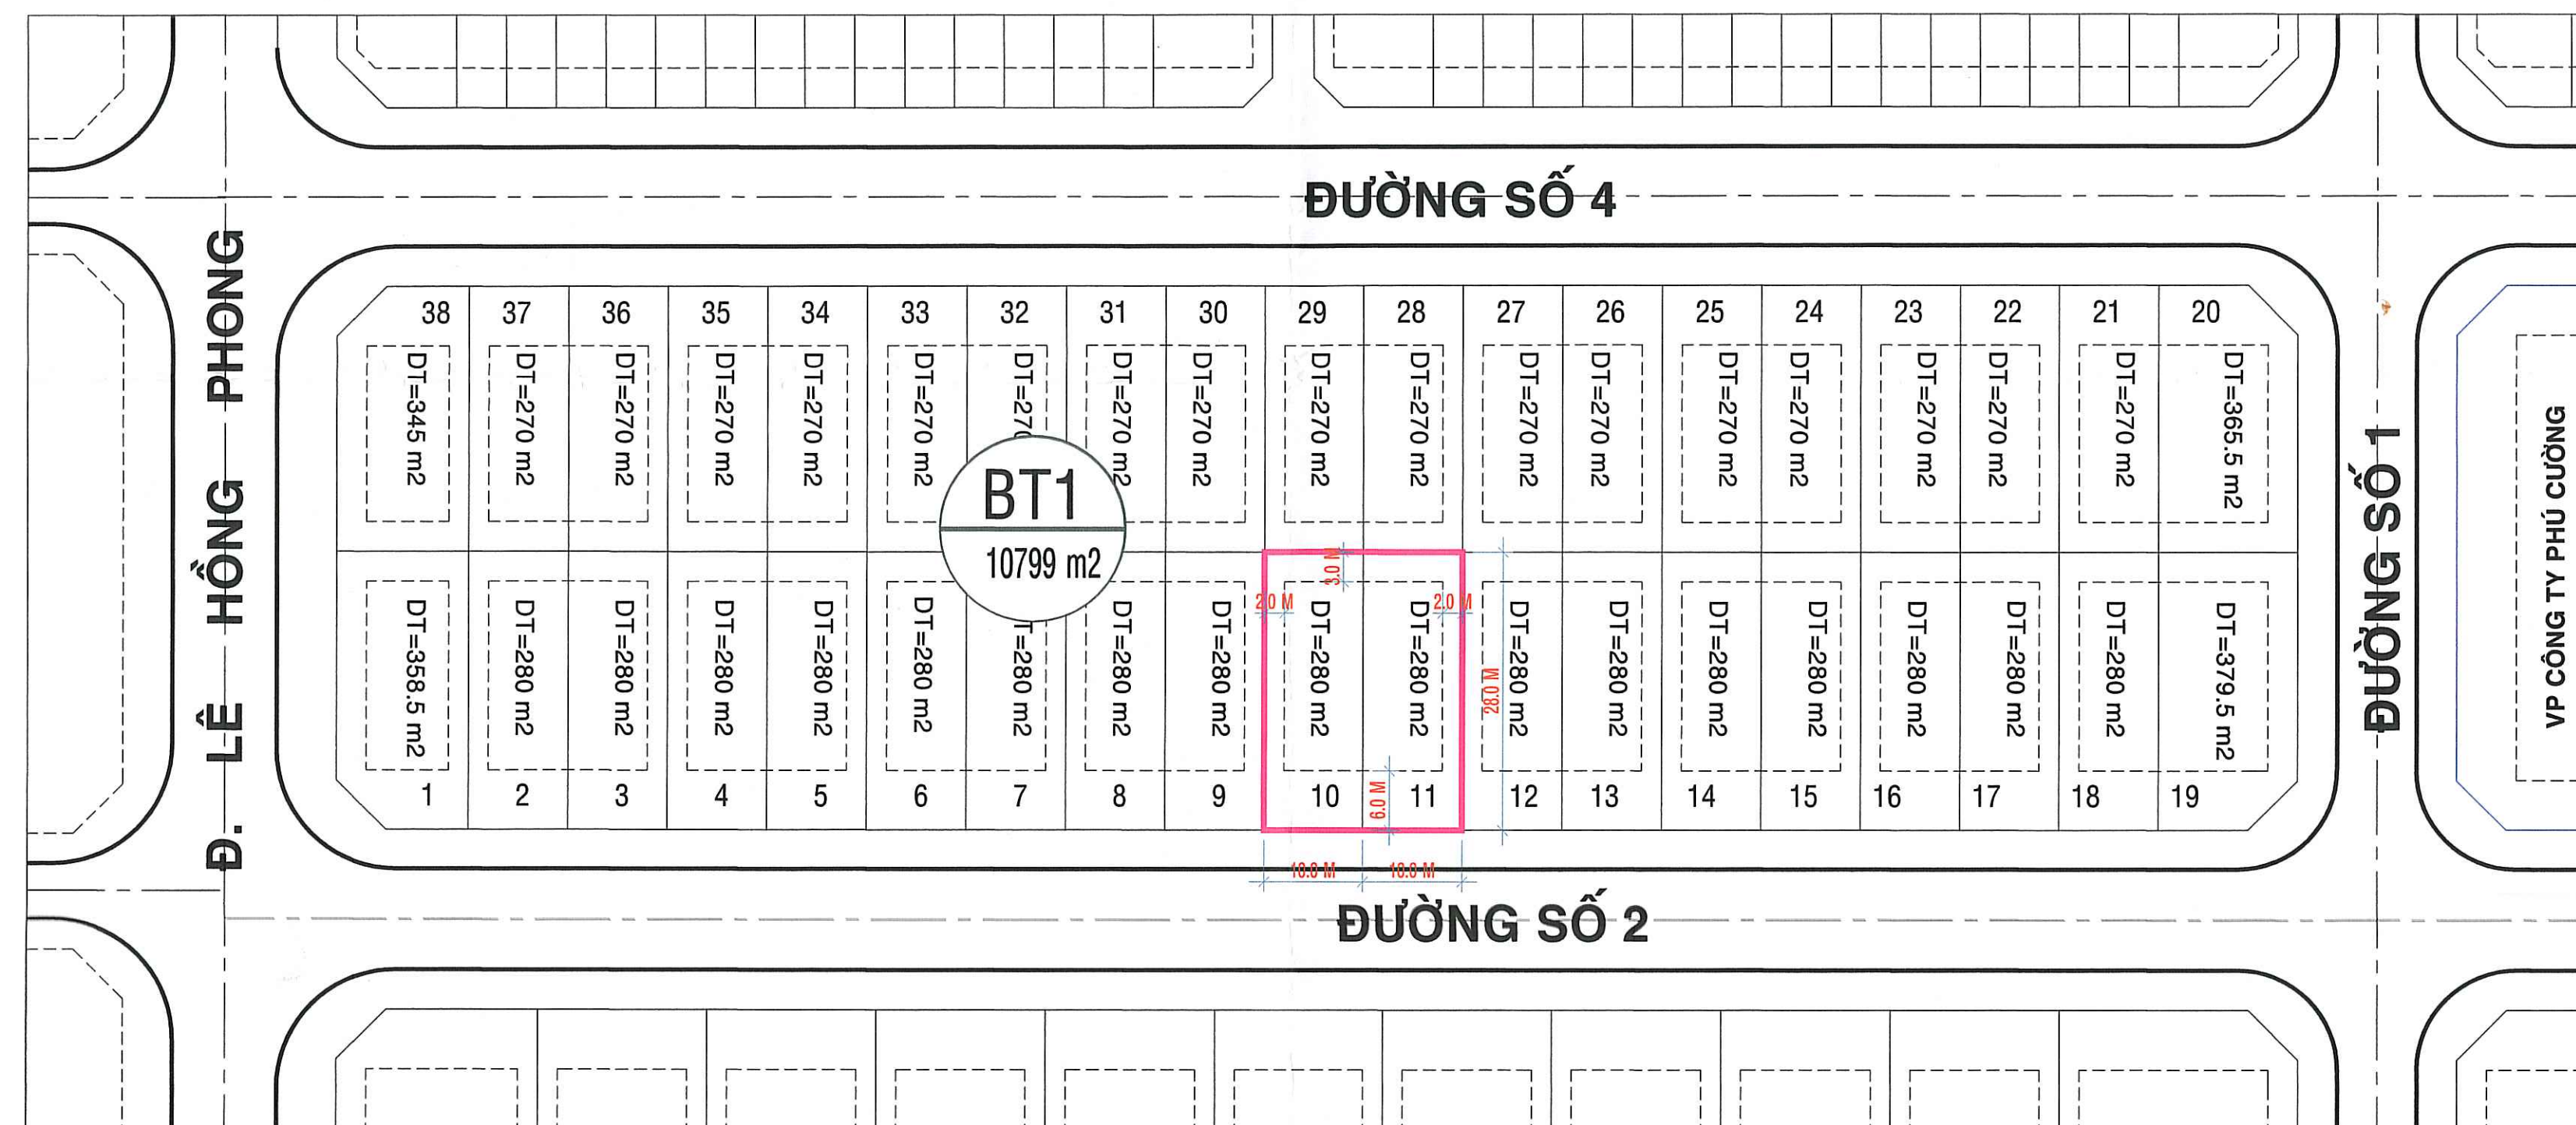 ĐƯỜNG SỐ 4
Đ. LÊ HỒNG PHONG
38 37 36 35 34 33 32 31 30 29 28 27 26 25 24 23 22 21 20
DT=345 m2
DT=270 m2
DT=270 m2
DT=270 m2
DT=270 m2
DT=270 m2
DT=270
DT=270 m2
DT=270 m2
DT=270 m2
DT=270 m2
DT=270 m2
DT=270 m2
DT=270 m2
DT=270 m2
DT=270 m2
DT=270 m2
DT=270 m2
DT=365.5 m2
BT1
10799 m2
3.0 M
2.0 M
2.0 M
28.0 M
6.0 M
DT=358.5 m2
DT=280 m2
DT=280 m2
DT=280 m2
DT=280 m2
DT=280 m2
T=280 m2
DT=280 m2
DT=280 m2
DT=280 m2
DT=280 m2
DT=280 m2
DT=280 m2
DT=280 m2
DT=280 m2
DT=280 m2
DT=280 m2
DT=280 m2
DT=379.5 m2
1 2 3 4 5 6 7 8 9 10 11 12 13 14 15 16 17 18 19
10.0 M 10.0 M
ĐƯỜNG SỐ 2
ĐƯỜNG SỐ 1
VP CÔNG TY PHÚ CƯỜNG